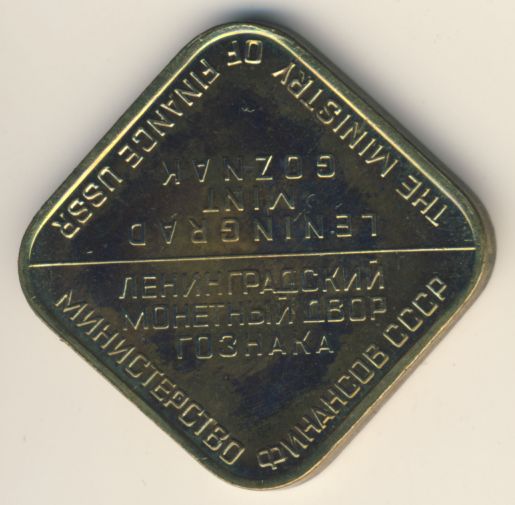 THE MINISTRY OF FINANCE USSR
LENINGRAD
MINT
GOZNAK
ЛЕНИНГРАДСКИЙ
МОНЕТНЫЙ ДВОР
ГОЗНАКА
МИНИСТЕРСТВО ФИНАНСОВ СССР